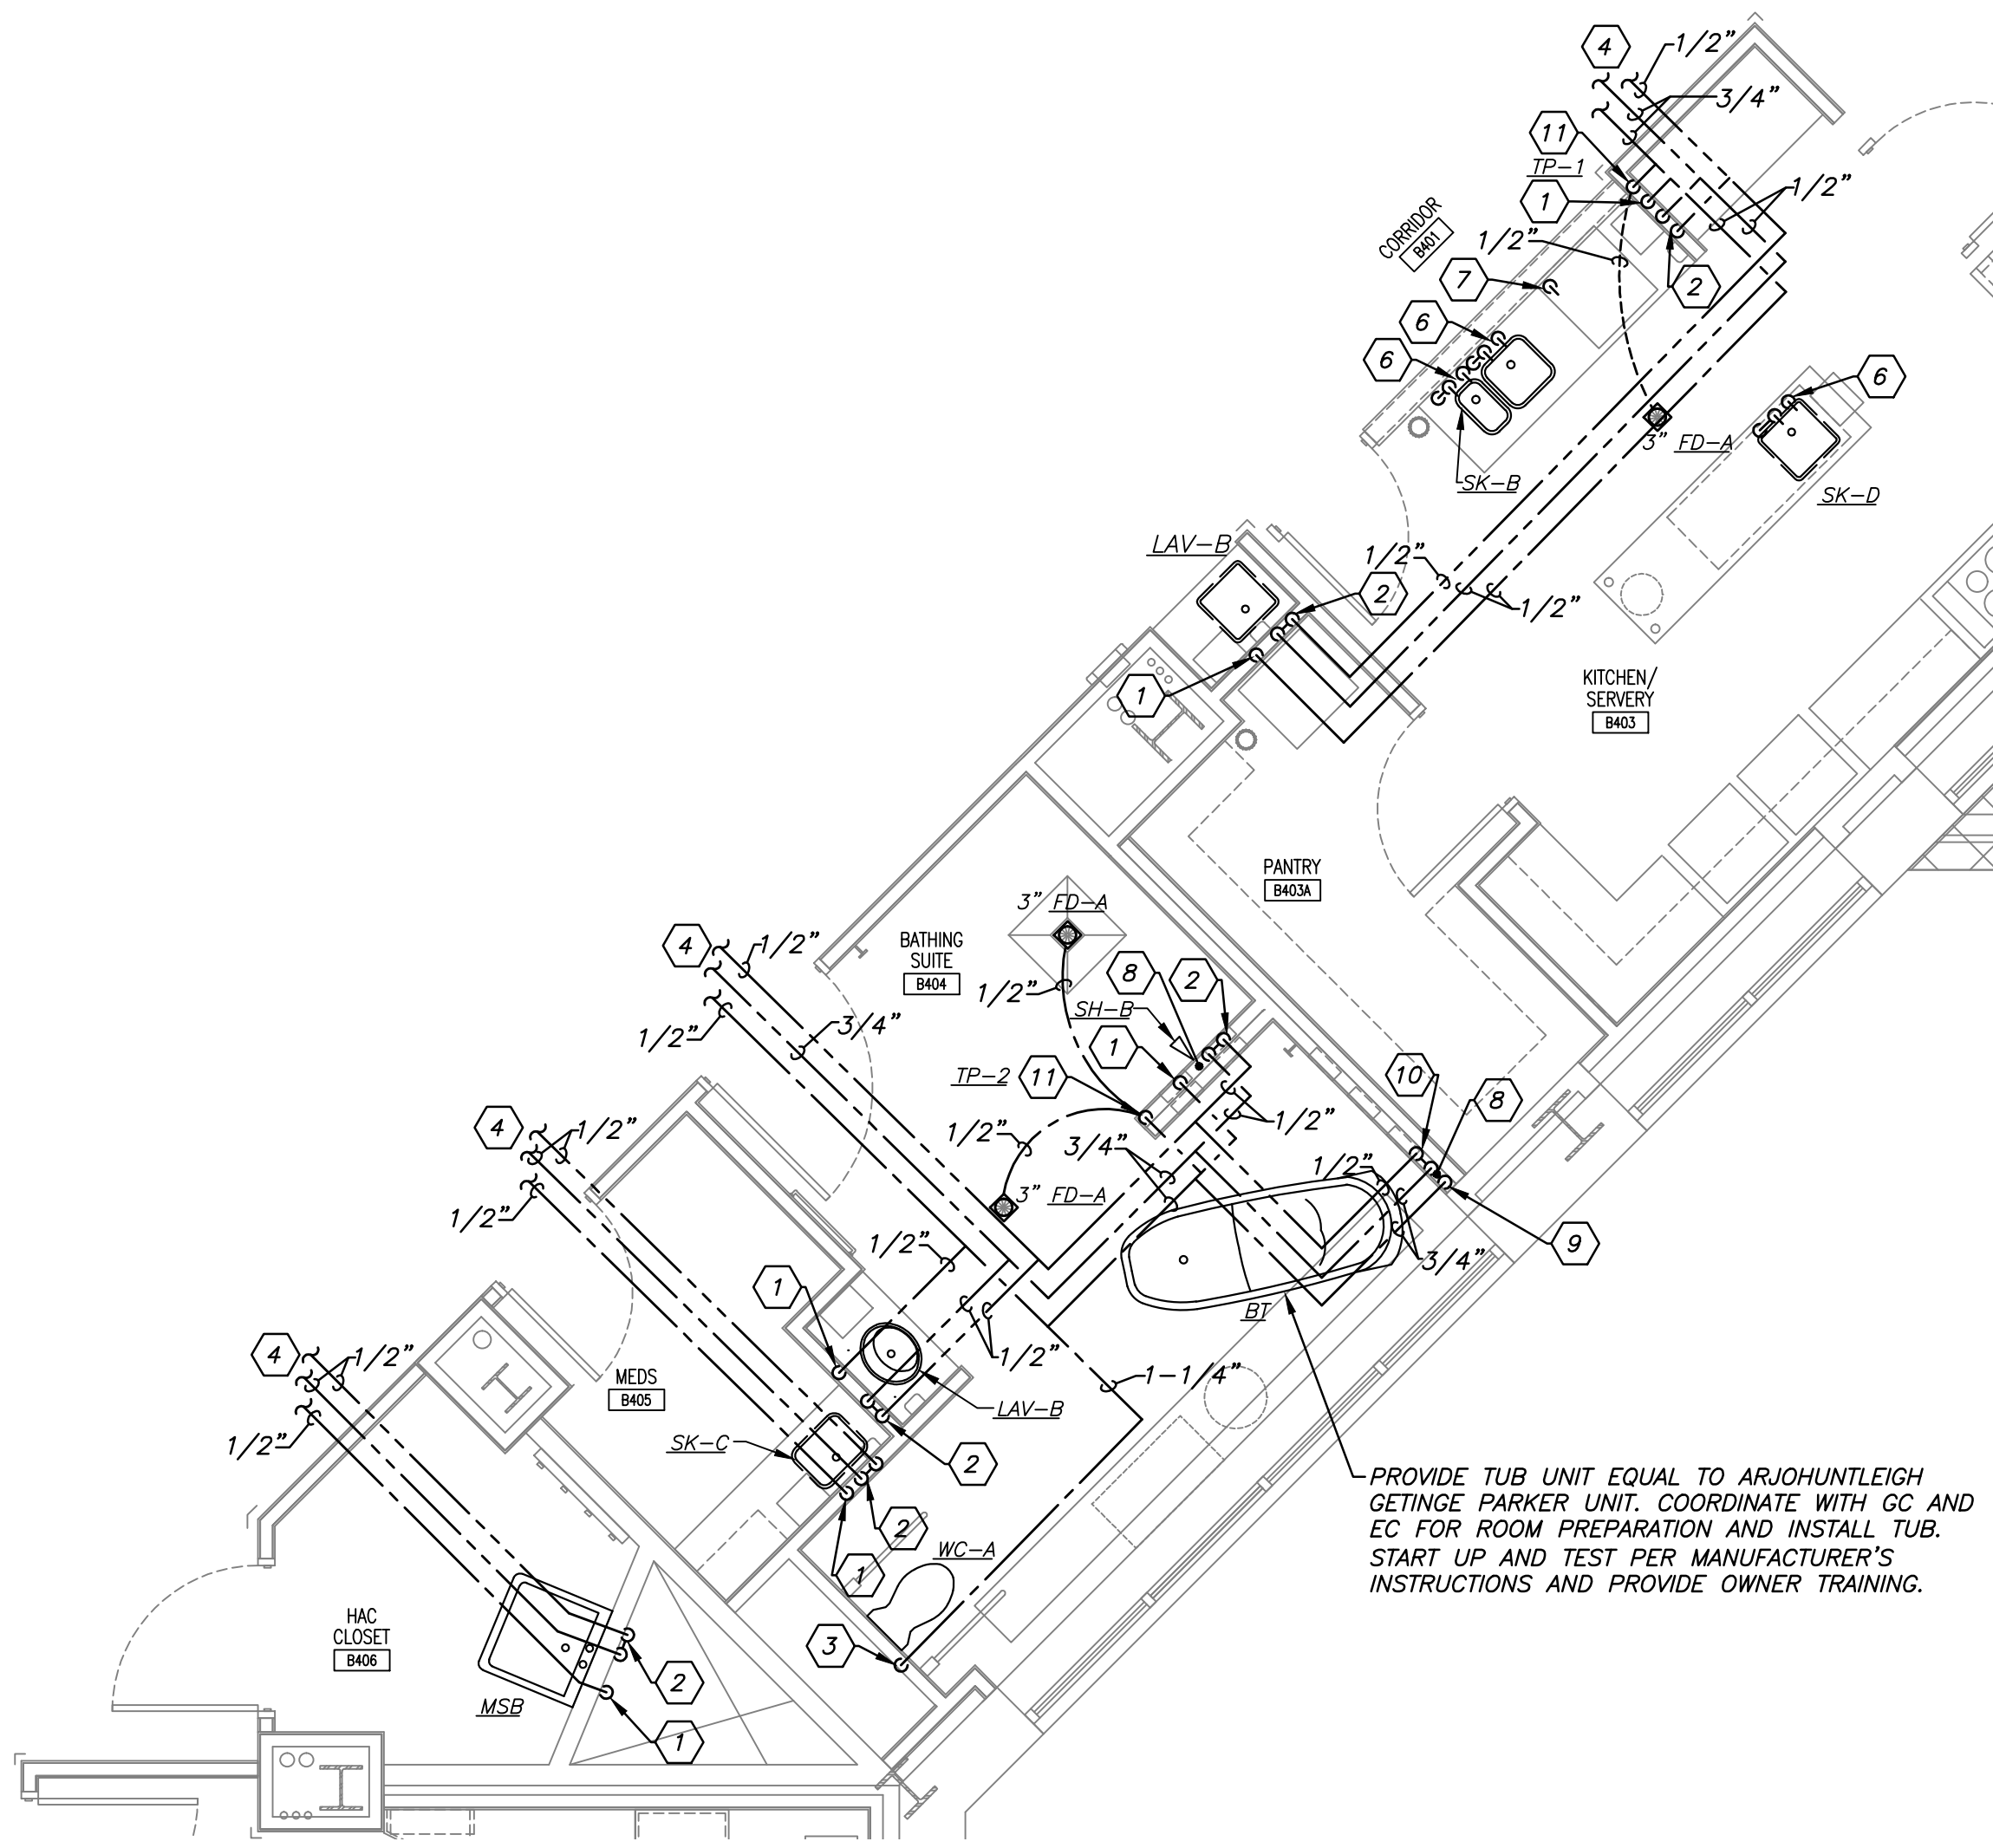 4
1/2"
3/4"
11
TP-1
1
1/2"
CORRIDOR
B401
1/2"
7
2
6
6
6
3" FD-A
SK-B
SK-D
LAV-B
1/2"
2
1/2"
1
KITCHEN/
SERVERY
B403
PANTRY
B403A
3" FD-A
4
1/2"
BATHING
SUITE
B404
8
2
1/2"
SH-B
3/4"
1/2"
1
TP-2
11
10
8
4
1/2"
1/2"
1/2"
3/4"
1/2"
3" FD-A
1/2"
1/2"
9
3/4"
1
BT
4
1/2"
1/2"
MEDS
B405
1-1/4"
LAV-B
1/2"
SK-C
2
2
WC-A
1
PROVIDE TUB UNIT EQUAL TO ARJOHUNTLEIGH
GETINGE PARKER UNIT. COORDINATE WITH GC AND
EC FOR ROOM PREPARATION AND INSTALL TUB.
START UP AND TEST PER MANUFACTURER'S
INSTRUCTIONS AND PROVIDE OWNER TRAINING.
HAC
CLOSET
B406
3
2
MSB
1